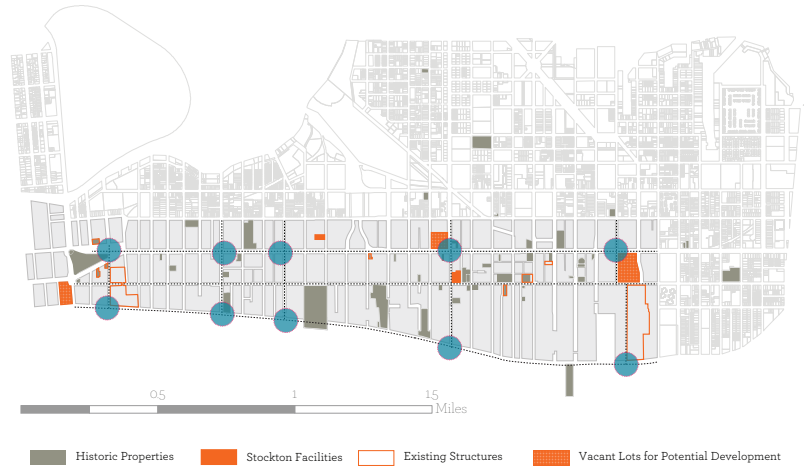 0.5 1 1.5
Miles
Historic Properties Stockton Facilities Existing Structures Vacant Lots for Potential Development